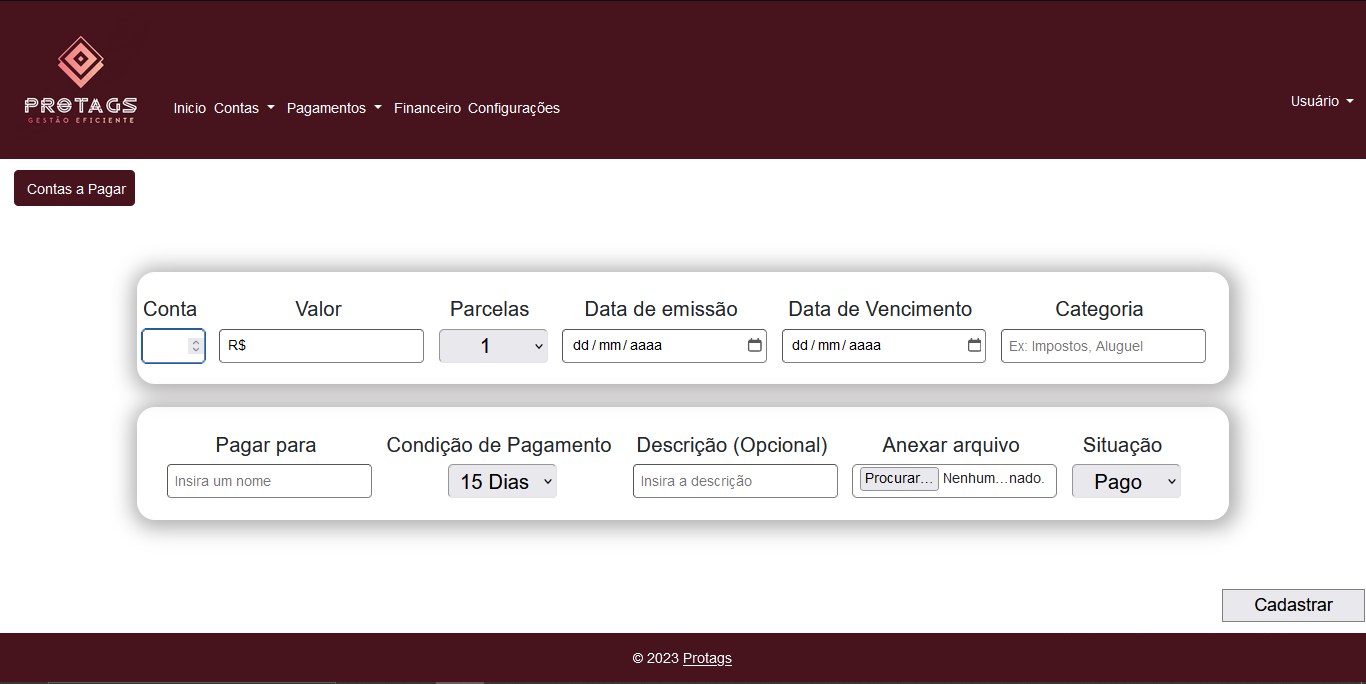 PROTAGS
GESTÃO EFICIENTE
Inicio Contas Pagamentos Financeiro Configurações
Usuário
Contas a Pagar
Conta Valor Parcelas Data de emissão Data de Vencimento Categoria
R$ 1 dd/mm/aaaa dd/mm/aaaa Ex: Impostos, Aluguel
Pagar para Condição de Pagamento Descrição (Opcional) Anexar arquivo Situação
Insira um nome 15 Dias Insira a descrição Procurar... Nenhum...nado. Pago
Cadastrar
© 2023 Protags